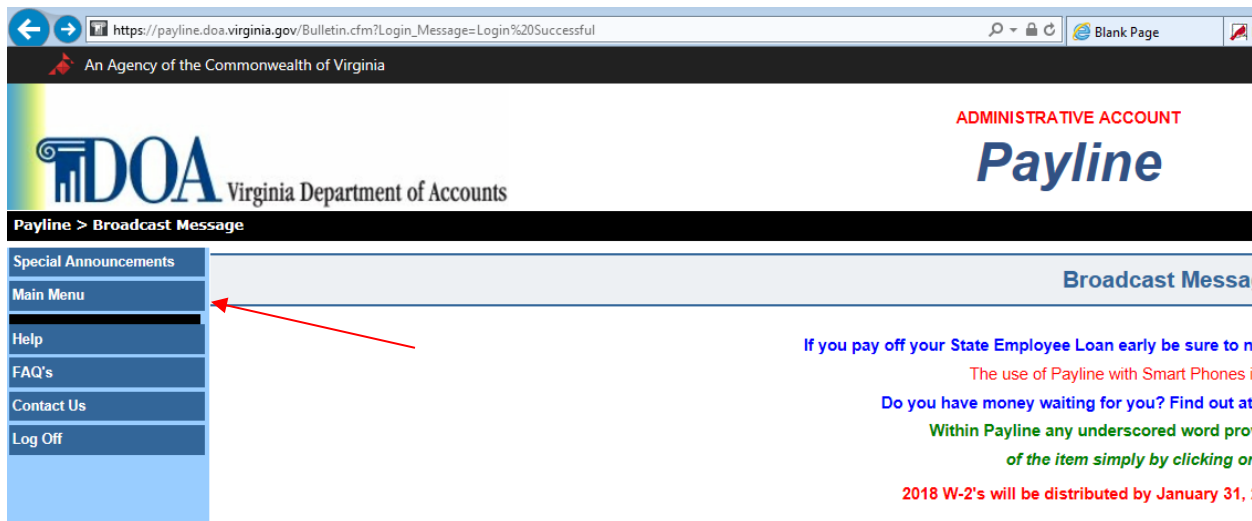 https://payline.doa.virginia.gov/Bulletin.cfm?Login_Message=Login%20Successful
Blank Page
An Agency of the Commonwealth of Virginia
DOA Virginia Department of Accounts
ADMINISTRATIVE ACCOUNT
Payline
Payline > Broadcast Message
Special Announcements
Main Menu
Help
FAQ's
Contact Us
Log Off
Broadcast Messa
If you pay off your State Employee Loan early be sure to n
The use of Payline with Smart Phones i
Do you have money waiting for you? Find out at
Within Payline any underscored word prov
of the item simply by clicking on
2018 W-2's will be distributed by January 31,